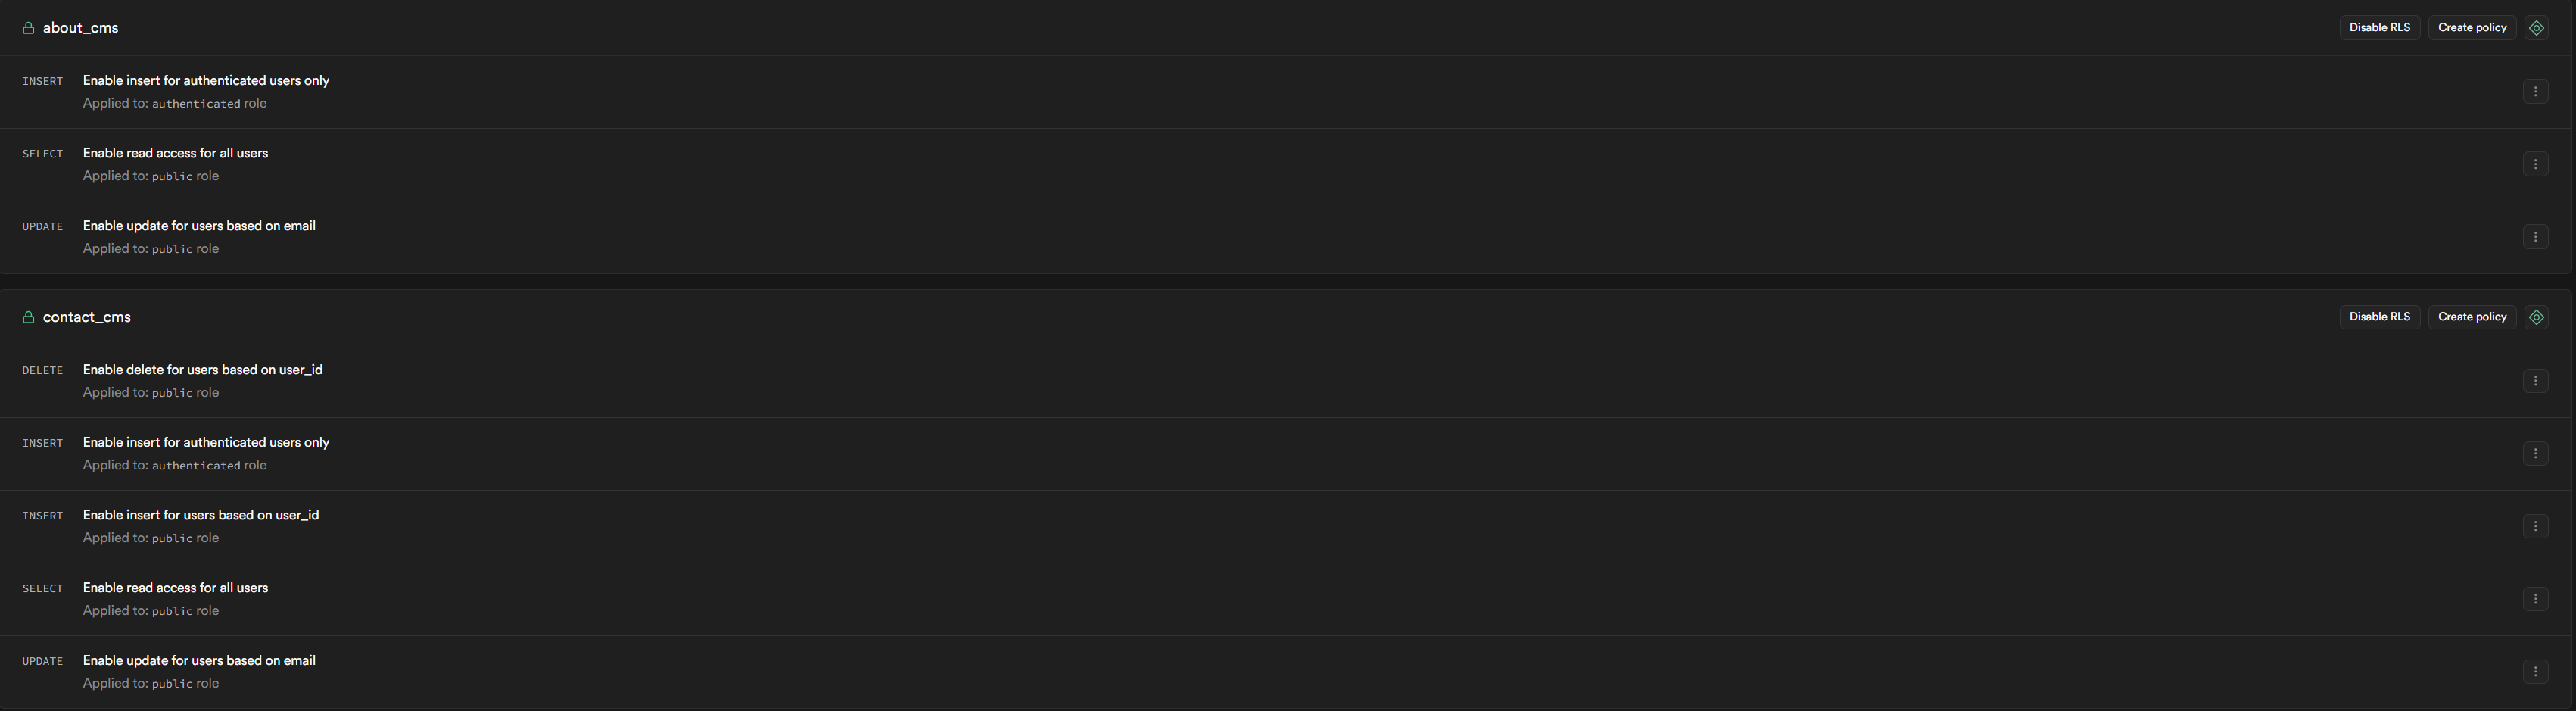 about_cms Disable RLS Create policy
INSERT Enable insert for authenticated users only
Applied to: authenticated role
SELECT Enable read access for all users
Applied to: public role
UPDATE Enable update for users based on email
Applied to: public role
contact_cms Disable RLS Create policy
DELETE Enable delete for users based on user_id
Applied to: public role
INSERT Enable insert for authenticated users only
Applied to: authenticated role
INSERT Enable insert for users based on user_id
Applied to: public role
SELECT Enable read access for all users
Applied to: public role
UPDATE Enable update for users based on email
Applied to: public role